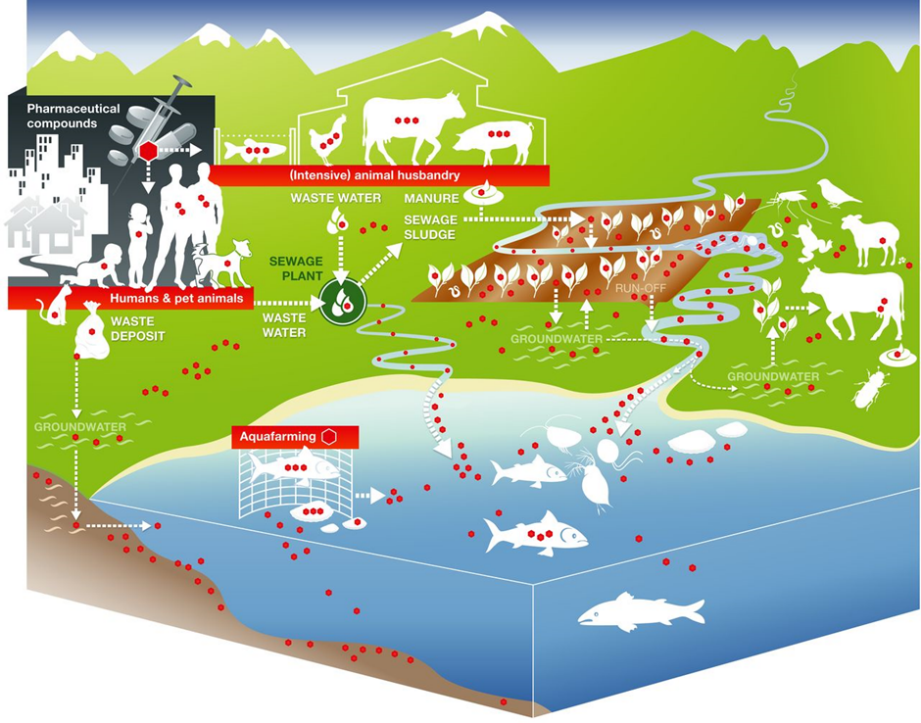 Pharmaceutical
compounds
(Intensive) animal husbandry
WASTE WATER
MANURE
SEWAGE
SLUDGE
SEWAGE
PLANT
Humans & pet animals
WASTE
WATER
WASTE
DEPOSIT
RUN-OFF
GROUNDWATER
GROUNDWATER
GROUNDWATER
Aquafarming